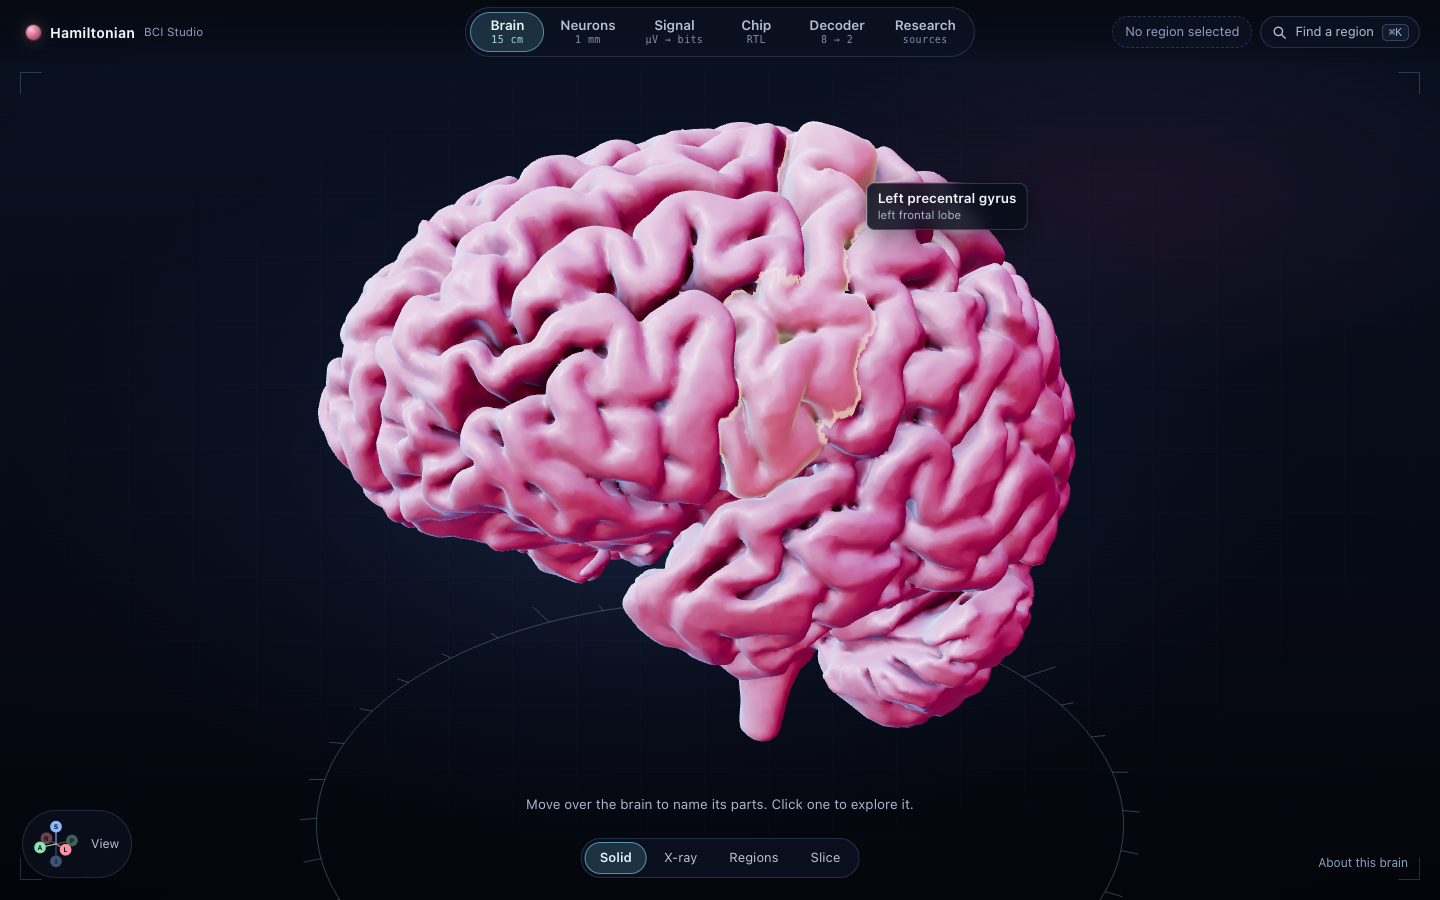 Hamiltonian BCI Studio
Brain
15 cm
Neurons
1 mm
Signal
μV → bits
Chip
RTL
Decoder
8 → 2
Research
sources
No region selected
Find a region ⌘K
Left precentral gyrus
left frontal lobe
Move over the brain to name its parts. Click one to explore it.
S
A
L
View
Solid
X-ray
Regions
Slice
About this brain